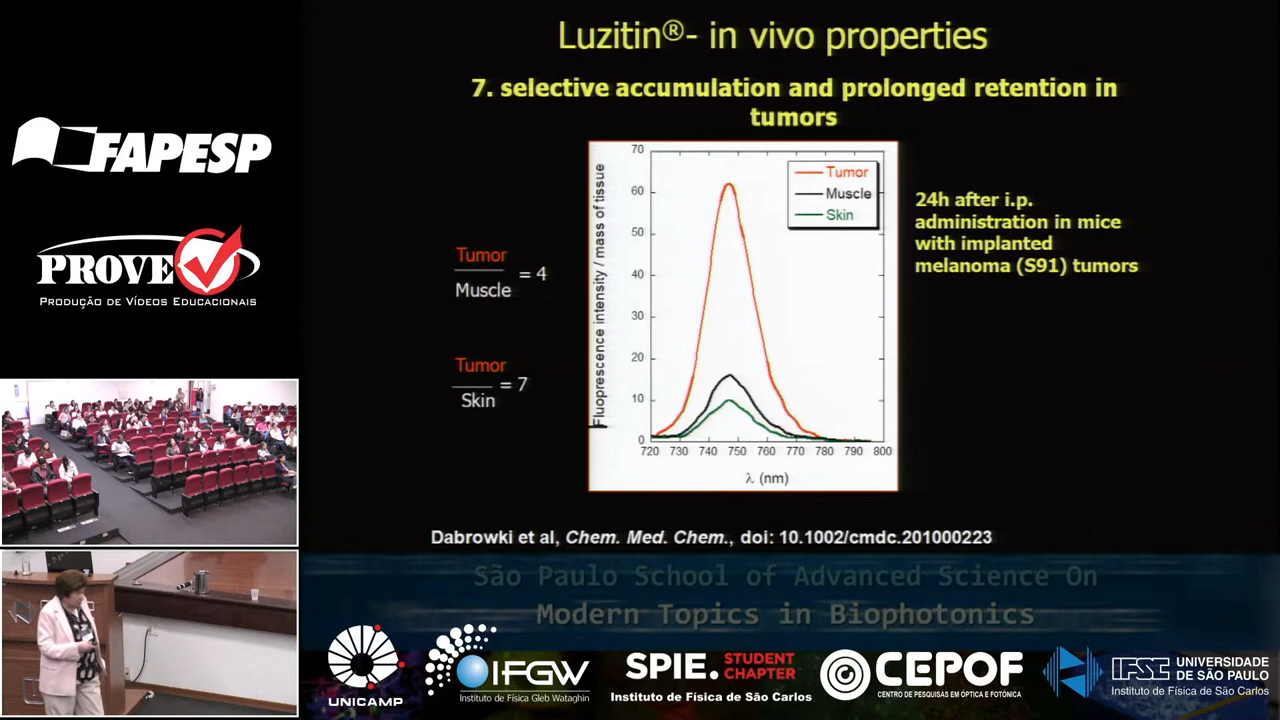 Luzitin®- in vivo properties
7. selective accumulation and prolonged retention in
tumors
FAPESP
PROVE
PRODUÇÃO DE VÍDEOS EDUCACIONAIS
Tumor
Muscle
= 4
Tumor
Skin
= 7
Fluoprescence intensity / mass of tissue
70
60
50
40
30
20
10
0
720 730 740 750 760 770 780 790 800
λ (nm)
Tumor
Muscle
Skin
24h after i.p.
administration in mice
with implanted
melanoma (S91) tumors
Dabrowki et al, Chem. Med. Chem., doi: 10.1002/cmdc.201000223
São Paulo School of Advanced Science On
Modern Topics in Biophotonics
UNICAMP
IFGW
Instituto de Física Gleb Wataghin
SPIE. STUDENT
CHAPTER
Instituto de Física de São Carlos
CEPOF
CENTRO DE PESQUISAS EM ÓPTICA E FOTÔNICA
IFSC UNIVERSIDADE
DE SÃO PAULO
Instituto de Física de São Carlos